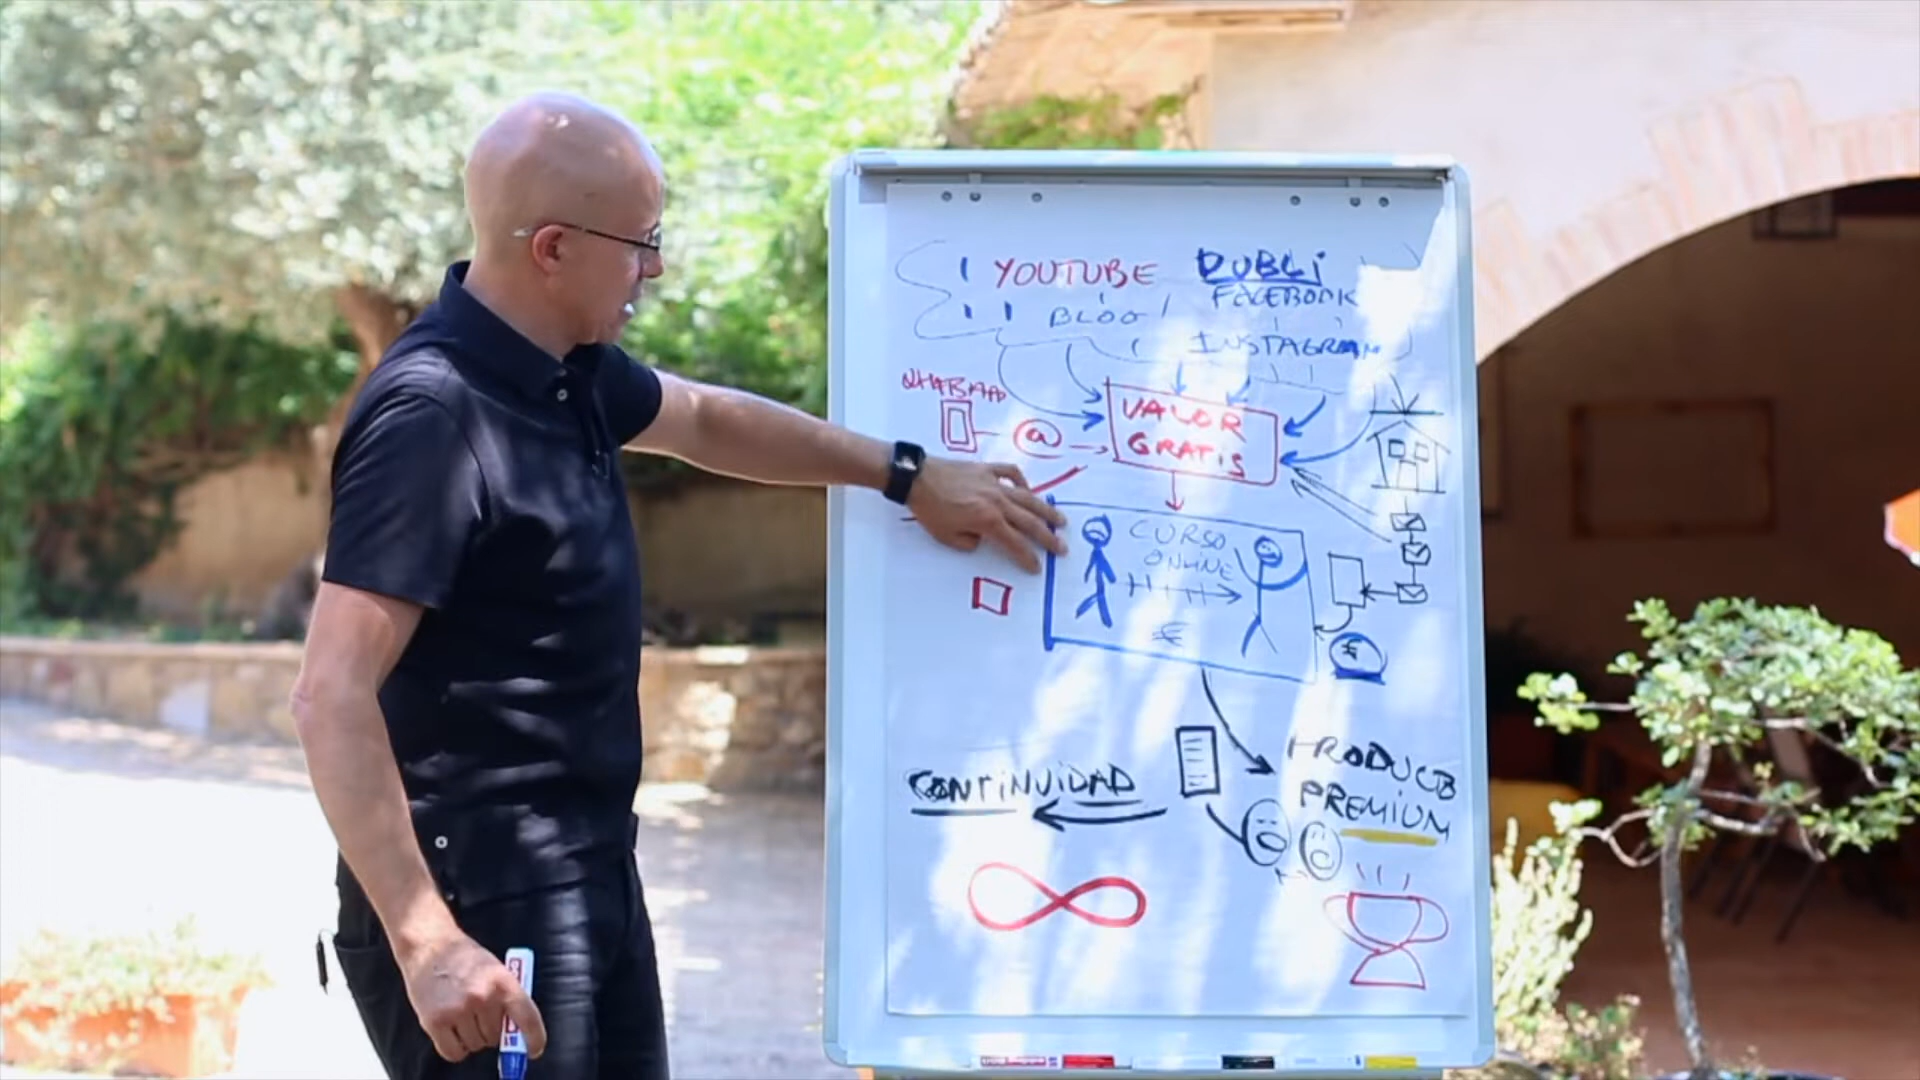 YOUTUBE PUBLI
FACEBOOK
BLOG
INSTAGRAM
VALOR
GRATIS
@
CURSO
ONLINE
€
€
PRODUCTO
PREMIUM
CONTINUIDAD